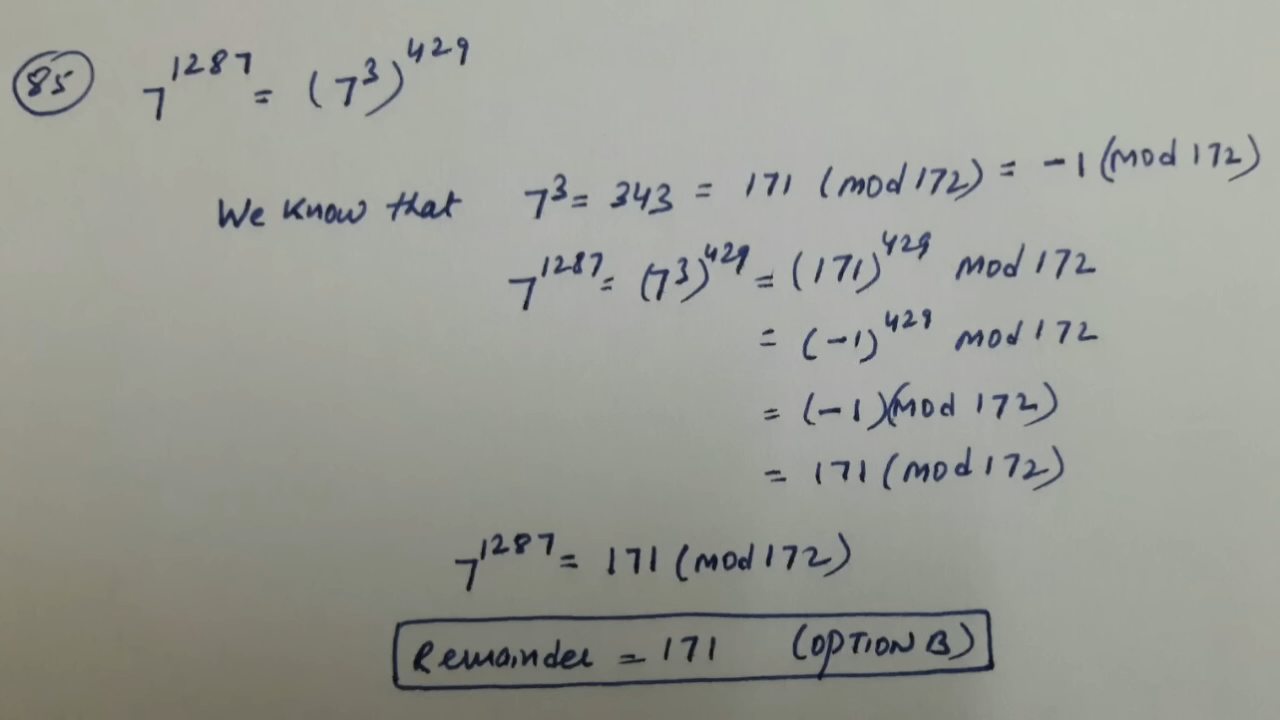 85 7^1287 = (7^3)^429
We know that 7^3 = 343 = 171 (mod 172) = -1 (mod 172)
7^1287 = (7^3)^429 = (171)^429 mod 172
= (-1)^429 mod 172
= (-1)(mod 172)
= 171 (mod 172)
7^1287 = 171 (mod 172)
Remainder = 171 (OPTION B)